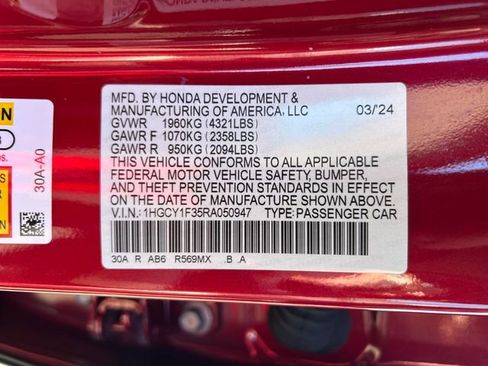 MFD. BY HONDA DEVELOPMENT &
MANUFACTURING OF AMERICA, LLC 03/24
GVWR 1960KG (4321LBS)
GAWR F 1070KG (2358LBS)
GAWR R 950KG (2094LBS)
THIS VEHICLE CONFORMS TO ALL APPLICABLE
FEDERAL MOTOR VEHICLE SAFETY, BUMPER,
AND THEFT PREVENTION STANDARDS IN EFFECT
ON THE DATE OF MANUFACTURE SHOWN ABOVE.
V.I.N.: 1HGCY1F35RA050947 TYPE: PASSENGER CAR
30A R AB6 R569MX .B .A
30A-A0